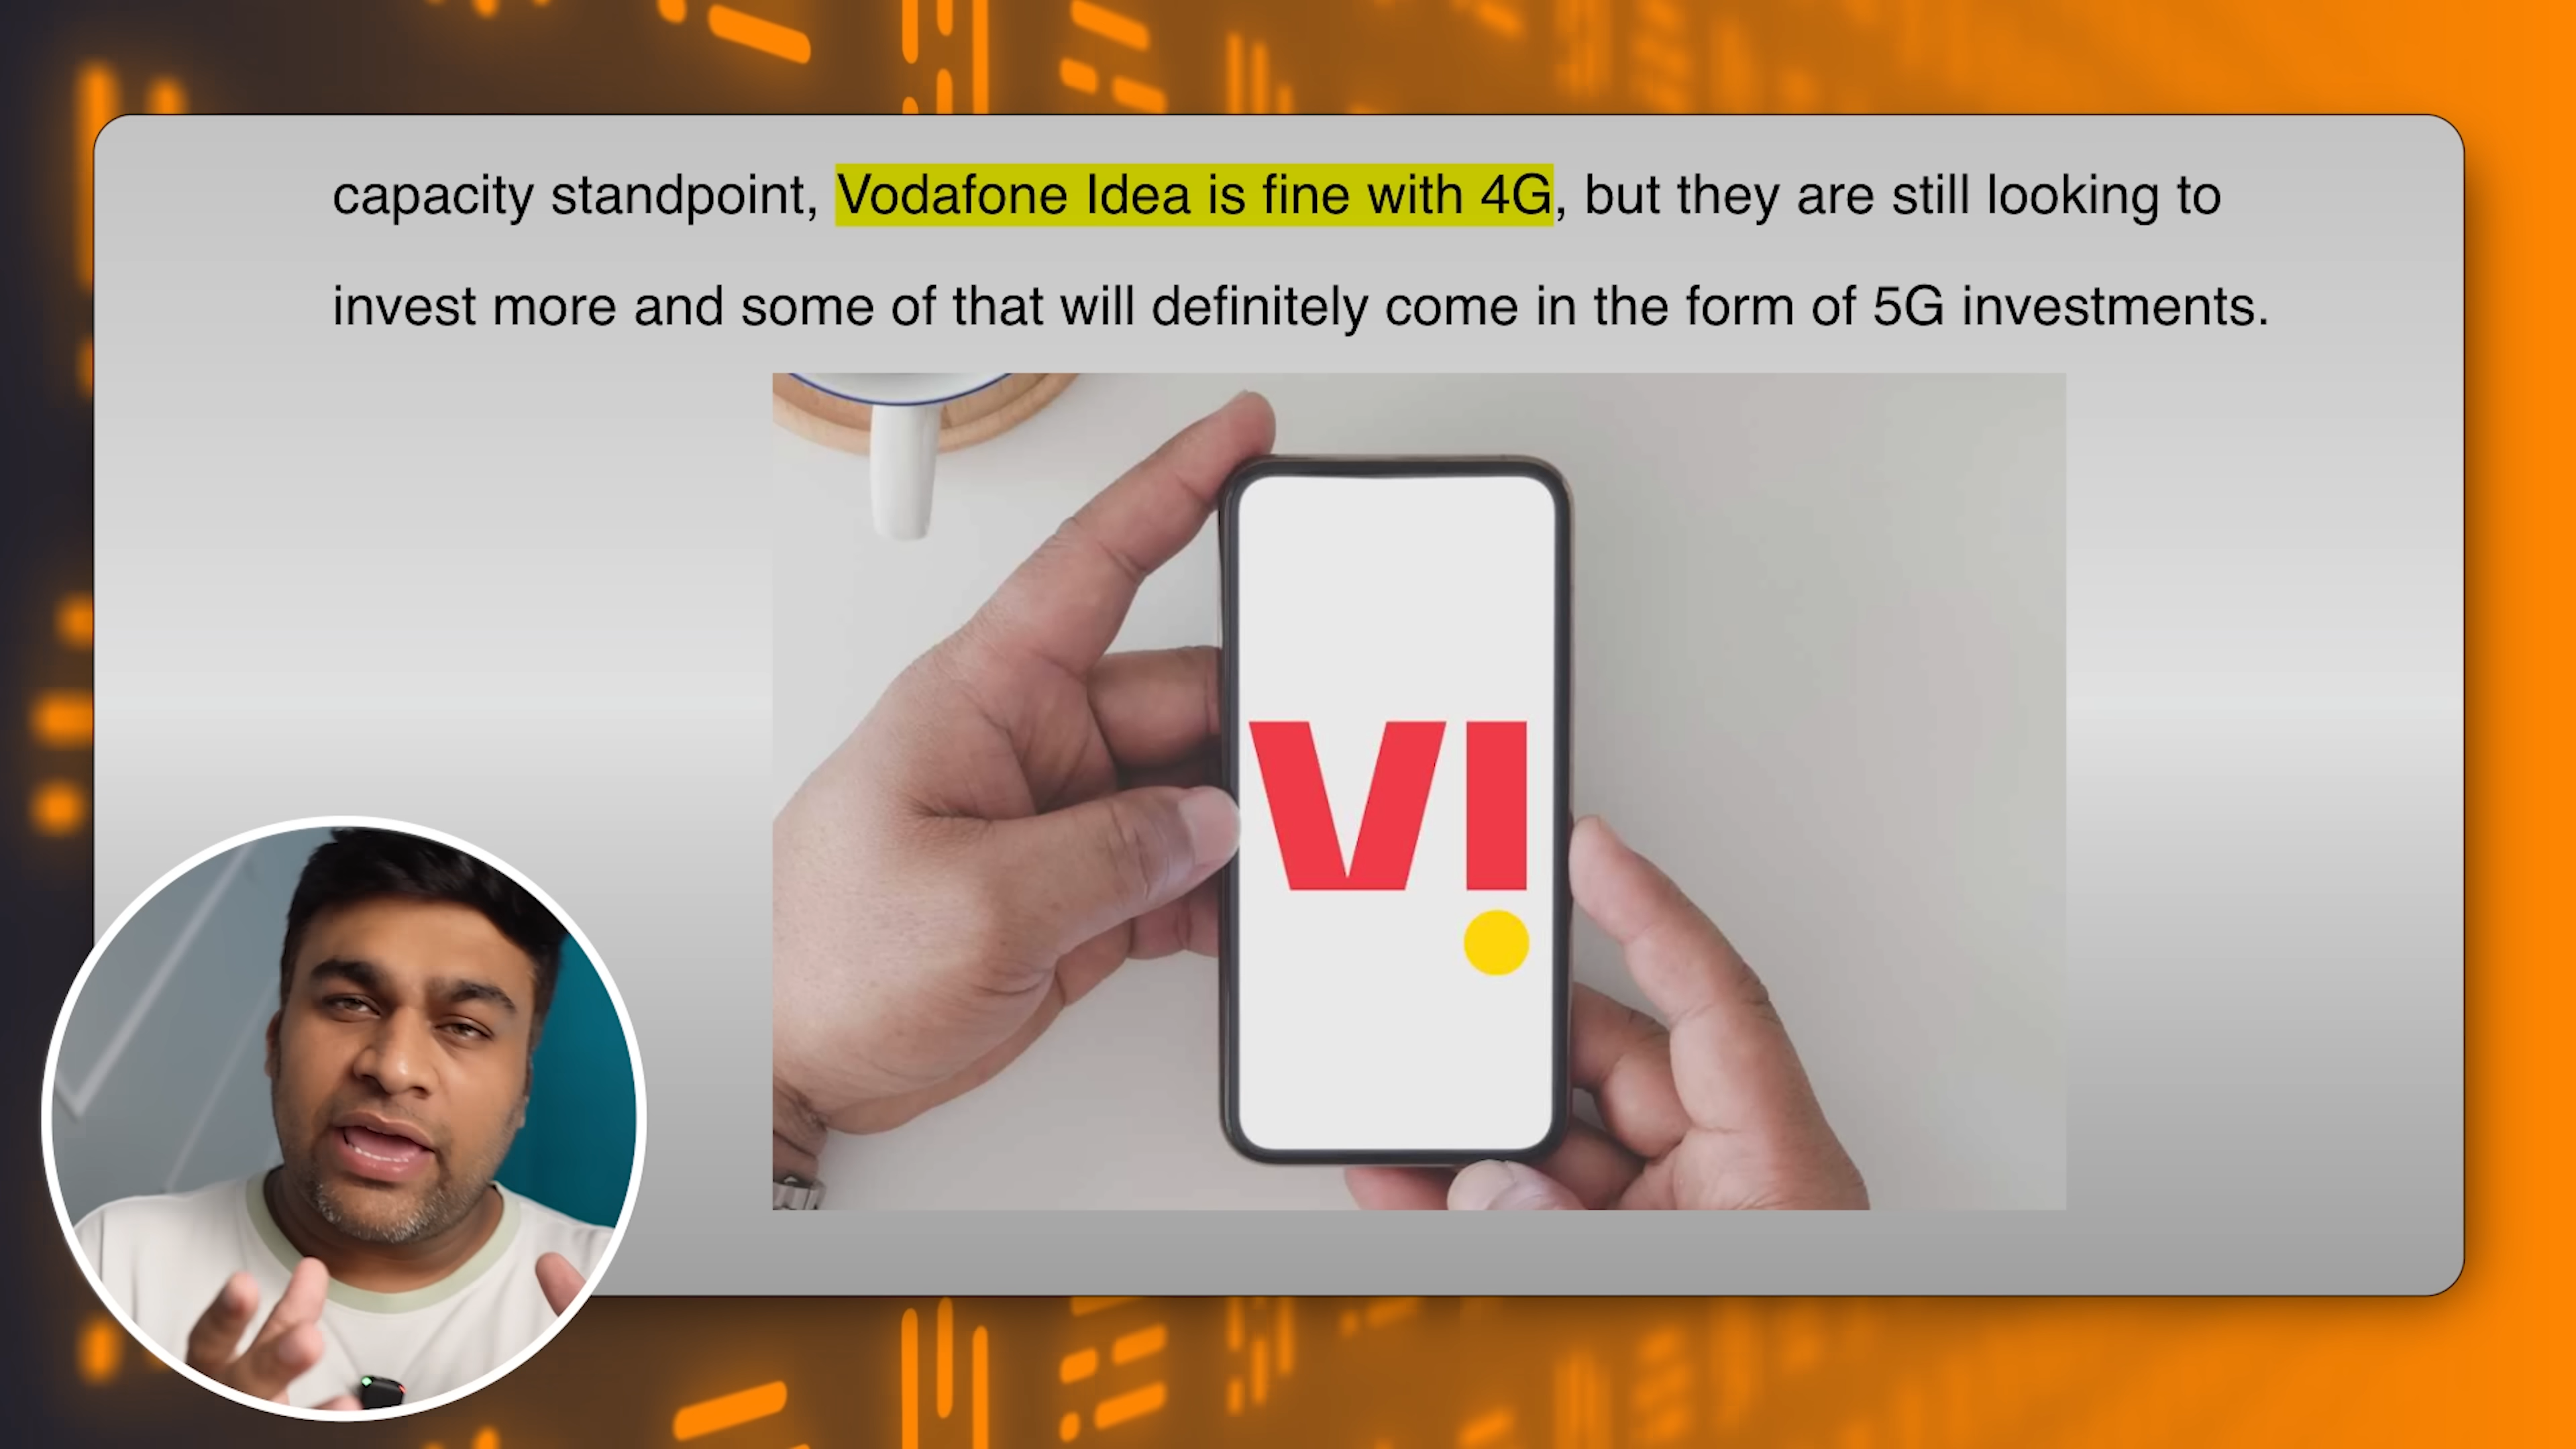 capacity standpoint, Vodafone Idea is fine with 4G, but they are still looking to
invest more and some of that will definitely come in the form of 5G investments.
VI